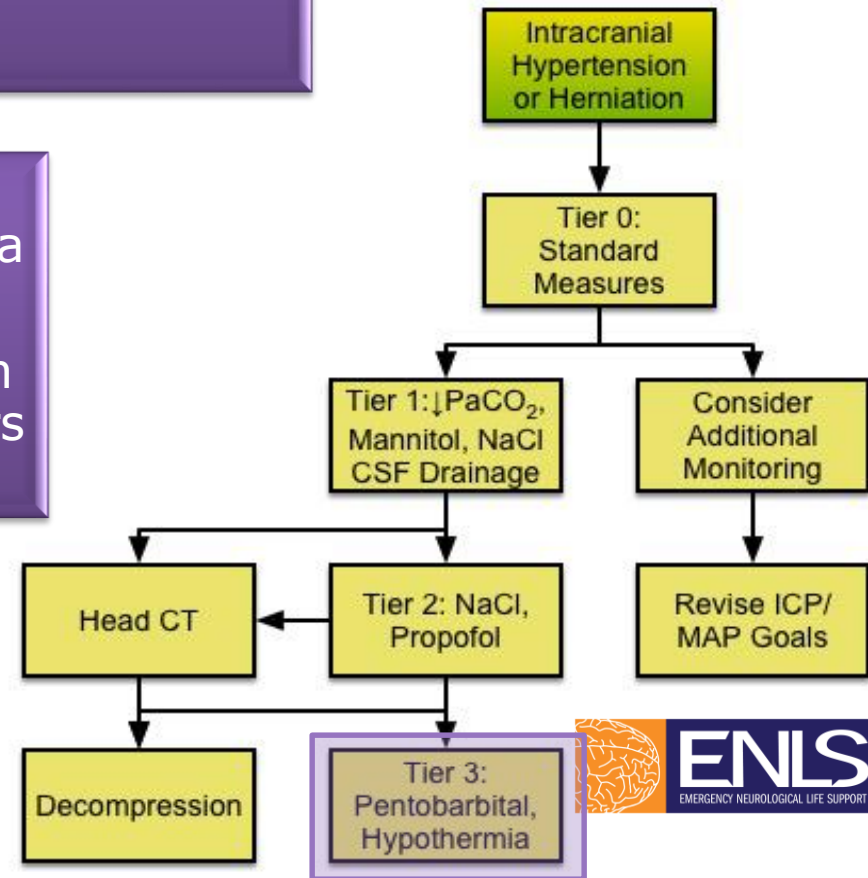 Intracranial
Hypertension
or Herniation
Tier 0:
Standard
Measures
a
Tier 1:↓PaCO₂,
Mannitol, NaCl
CSF Drainage
Consider
Additional
Monitoring
Head CT
Tier 2: NaCl,
Propofol
Revise ICP/
MAP Goals
Decompression
Tier 3:
Pentobarbital,
Hypothermia
ENLS
EMERGENCY NEUROLOGICAL LIFE SUPPORT